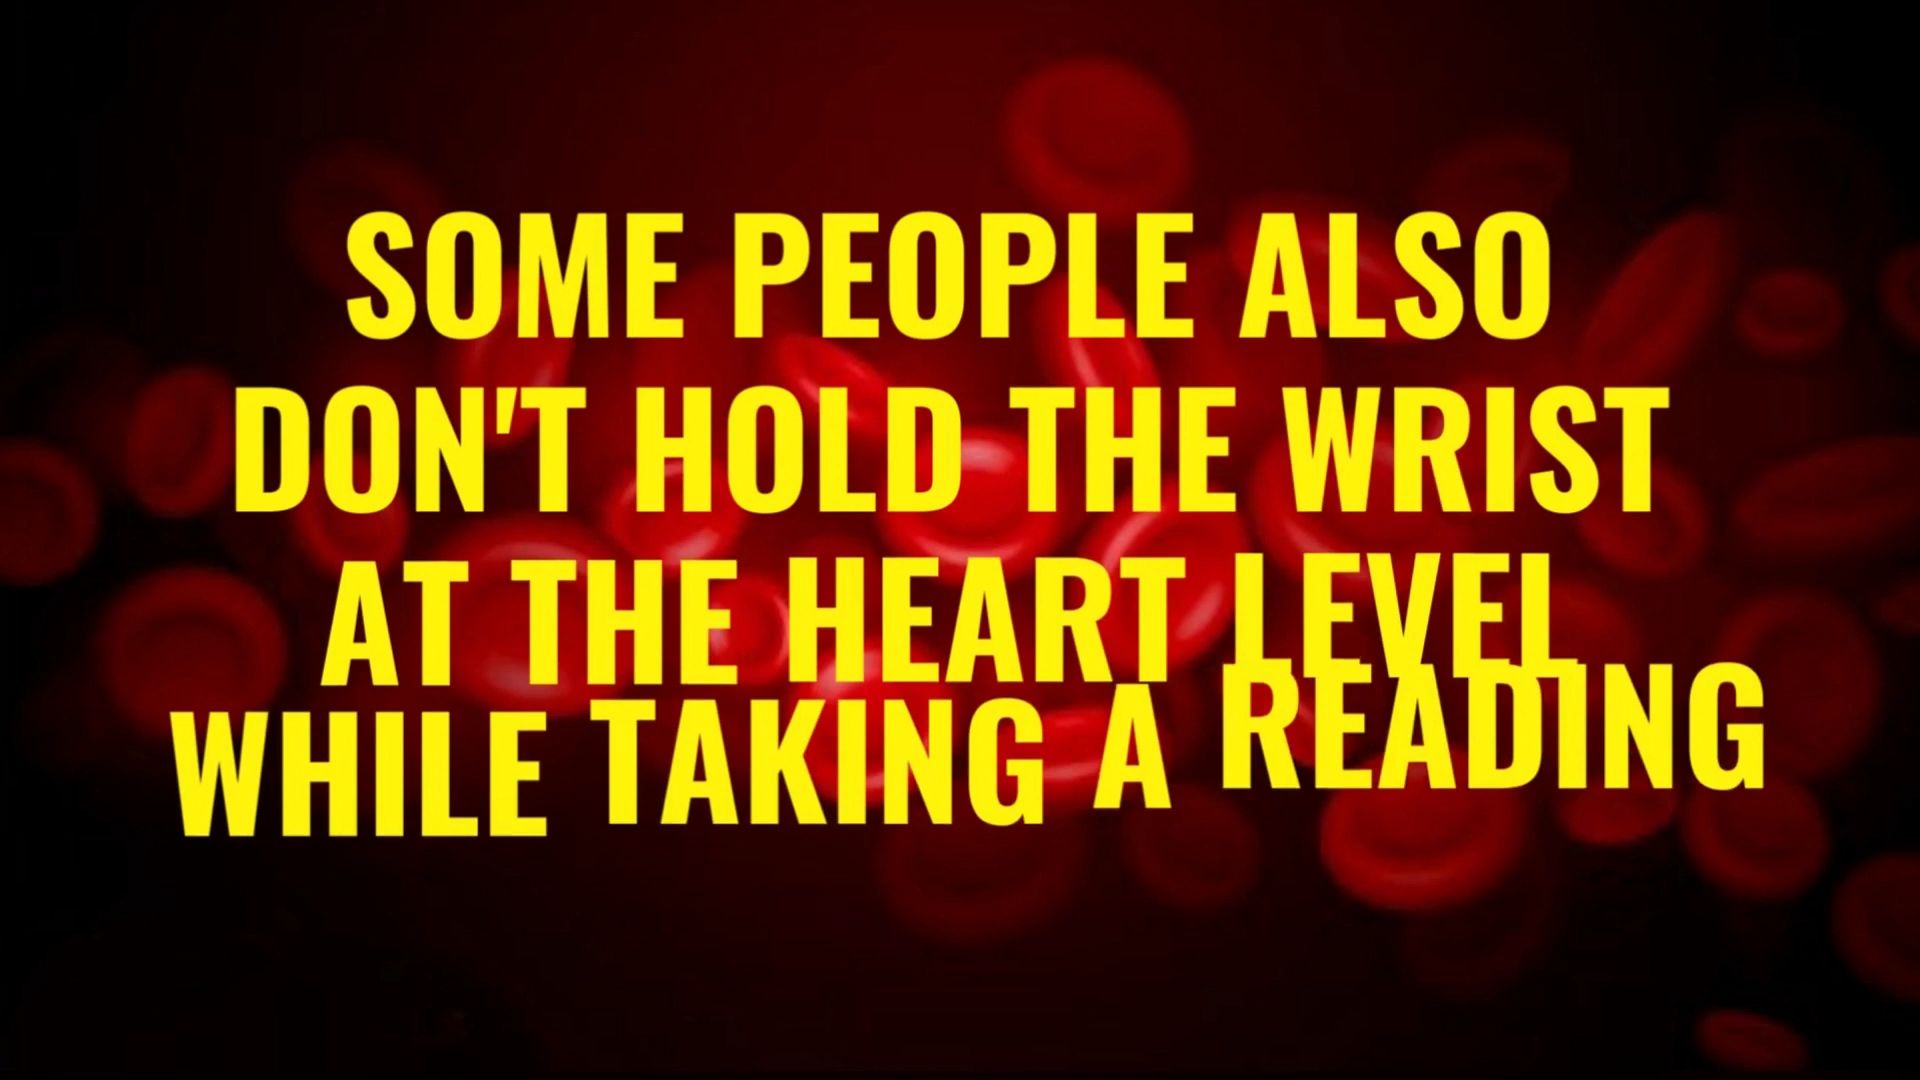 SOME PEOPLE ALSO
DON'T HOLD THE WRIST
AT THE HEART LEVEL
WHILE TAKING A READING